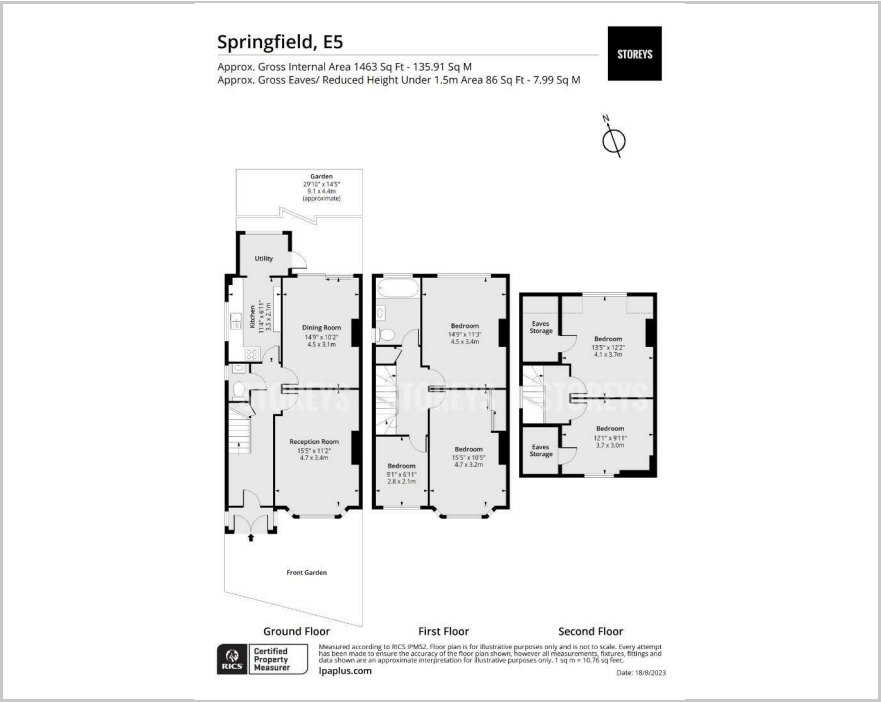 Springfield, E5
Approx. Gross Internal Area 1463 Sq Ft - 135.91 Sq M
Approx. Gross Eaves/ Reduced Height Under 1.5m Area 86 Sq Ft - 7.99 Sq M
STOREYS
N
Garden
29'10" x 14'5"
9.1 x 4.4m
(approximate)
Utility
Kitchen
11'4" x 6'11"
3.5 x 2.1m
Dining Room
14'9" x 10'2"
4.5 x 3.1m
Reception Room
15'5" x 11'2"
4.7 x 3.4m
Front Garden
Bedroom
14'9" x 11'3"
4.5 x 3.4m
Bedroom
9'1" x 6'11"
2.8 x 2.1m
Bedroom
15'5" x 10'5"
4.7 x 3.2m
Eaves
Storage
Bedroom
13'5" x 12'2"
4.1 x 3.7m
Eaves
Storage
Bedroom
12'1" x 9'11"
3.7 x 3.0m
STOREYS
STOREYS
STOREYS
Ground Floor
First Floor
Second Floor
RICS
Certified
Property
Measurer
Measured according to RICS IPMS2. Floor plan is for illustrative purposes only and is not to scale. Every attempt
has been made to ensure the accuracy of the floor plan shown, however all measurements, fixtures, fittings and
data shown are an approximate interpretation for illustrative purposes only. 1 sq m = 10.76 sq feet.
lpaplus.com
Date: 18/8/2023